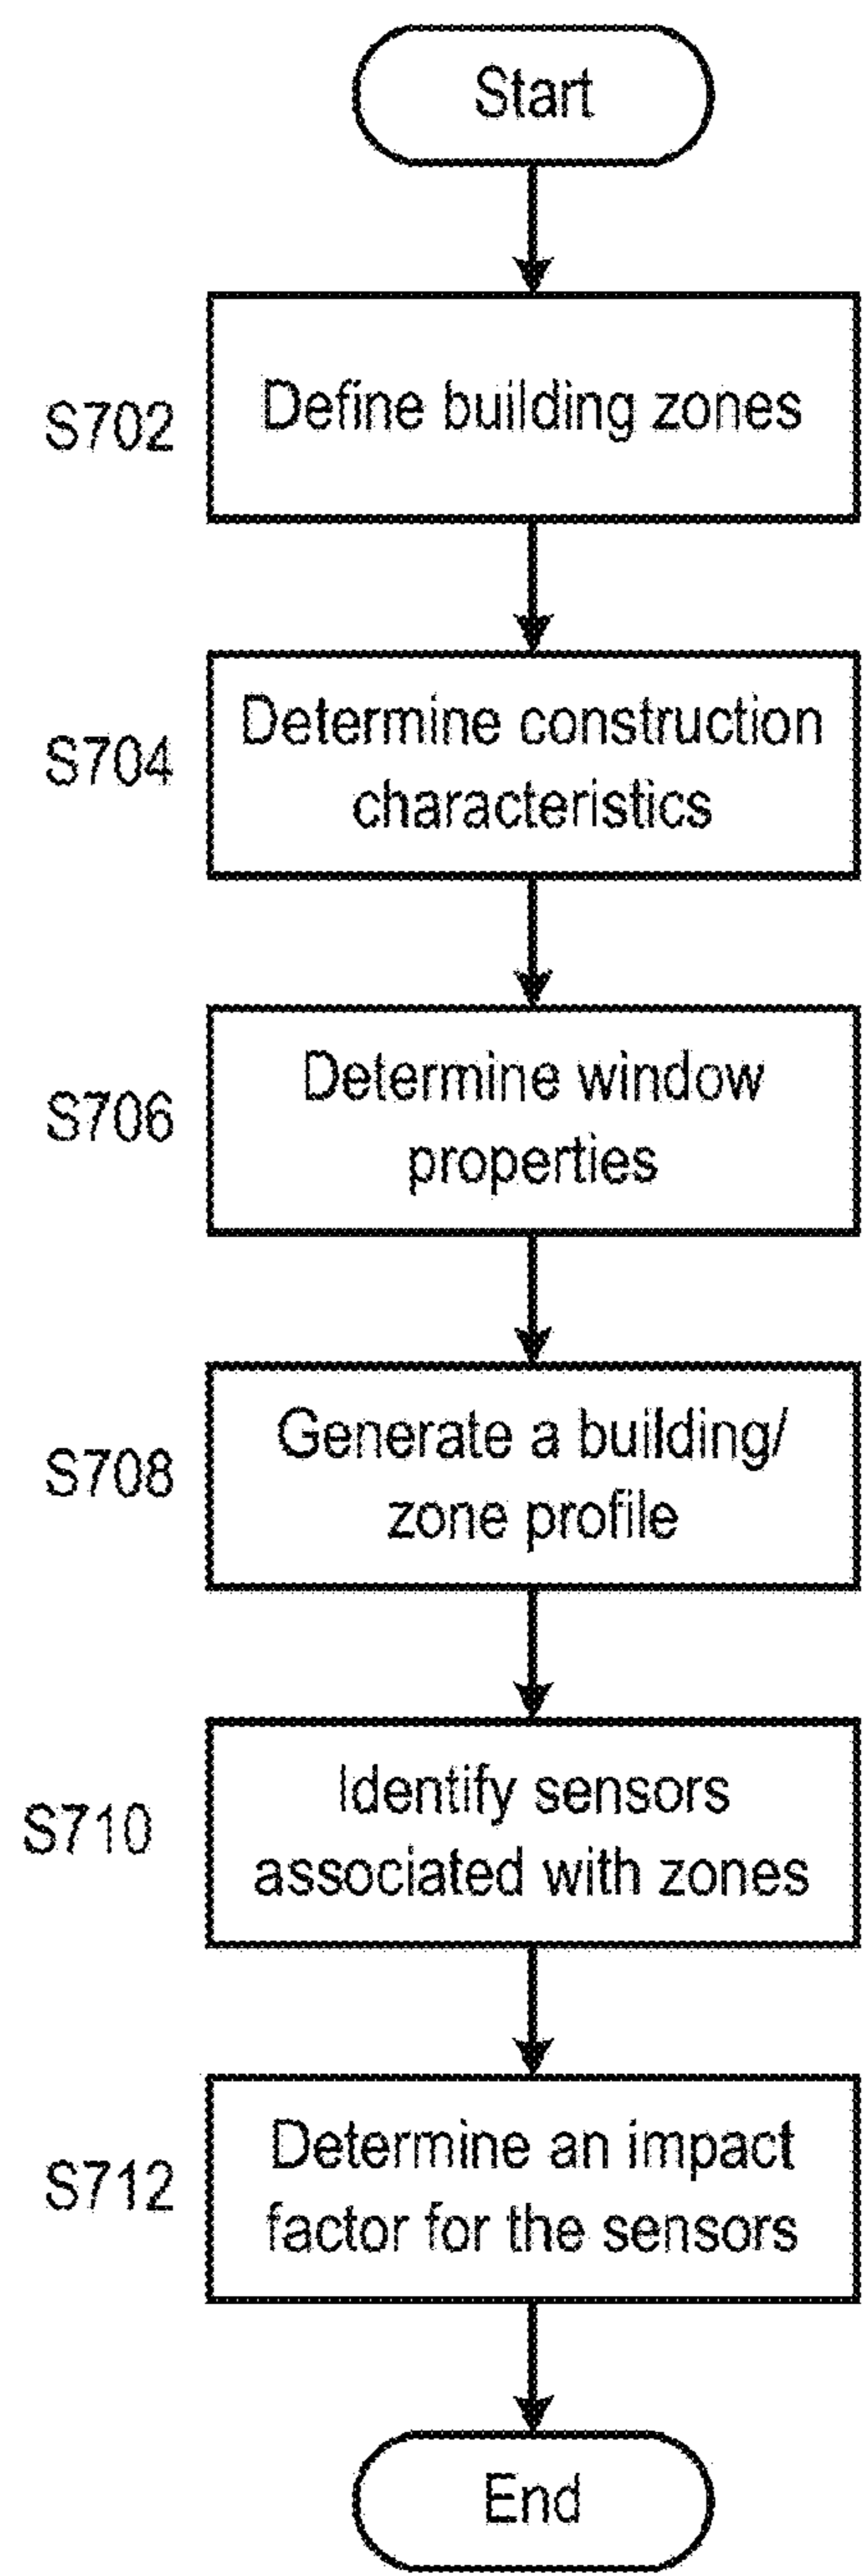 Start
S702
Define building zones
S704
Determine construction
characteristics
S706
Determine window
properties
S708
Generate a building/
zone profile
S710
Identify sensors
associated with zones
S712
Determine an impact
factor for the sensors
End